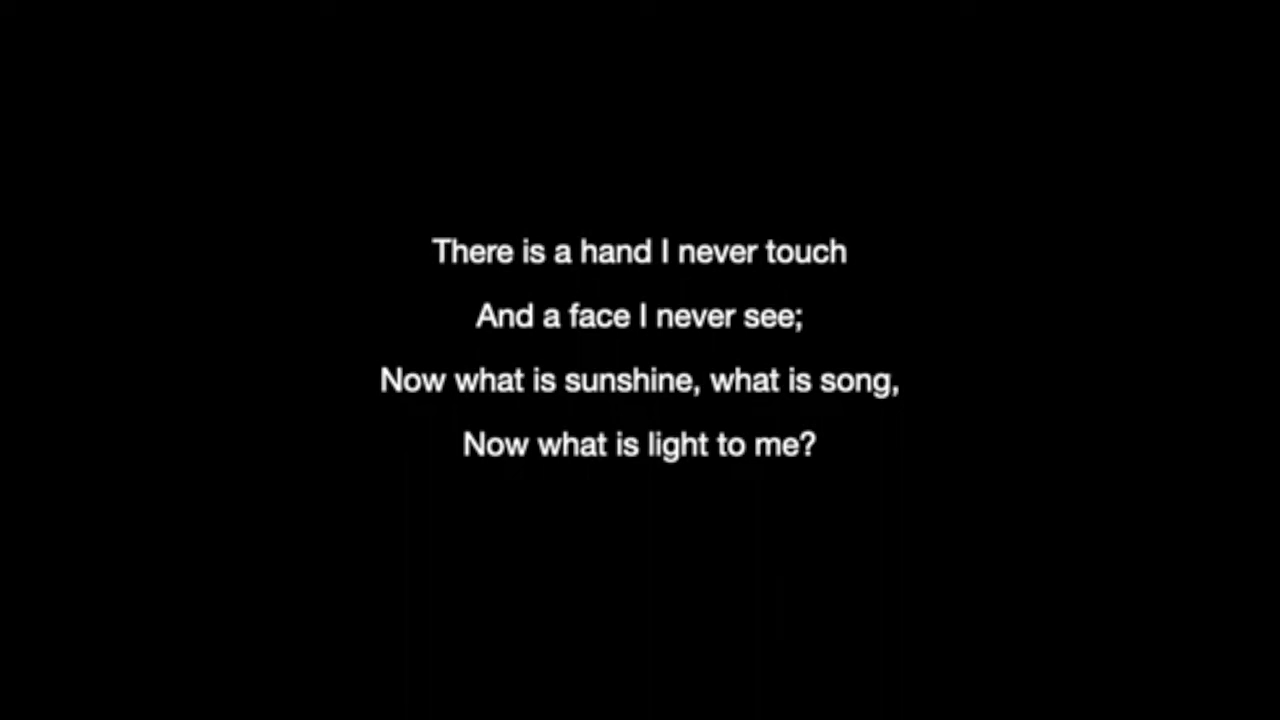 There is a hand I never touch
And a face I never see;
Now what is sunshine, what is song,
Now what is light to me?